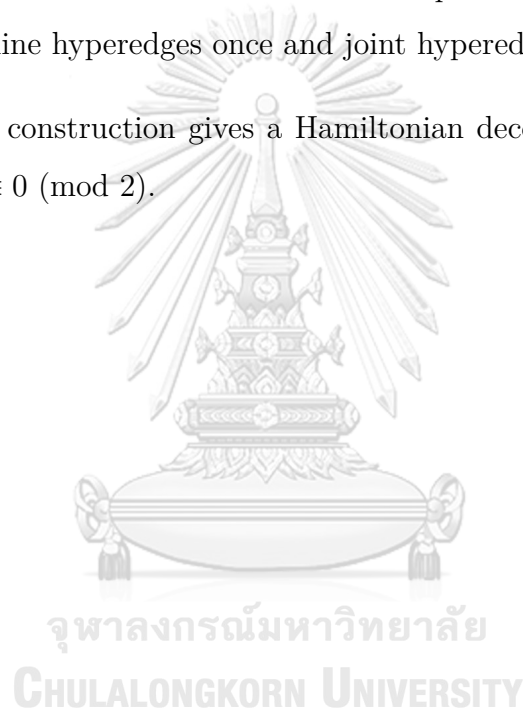 ine hyperedges once and joint hypered
construction gives a Hamiltonian deco
0 (mod 2).
จุฬาลงกรณ์มหาวิทยาลัย
CHULALONGKORN UNIVERSITY